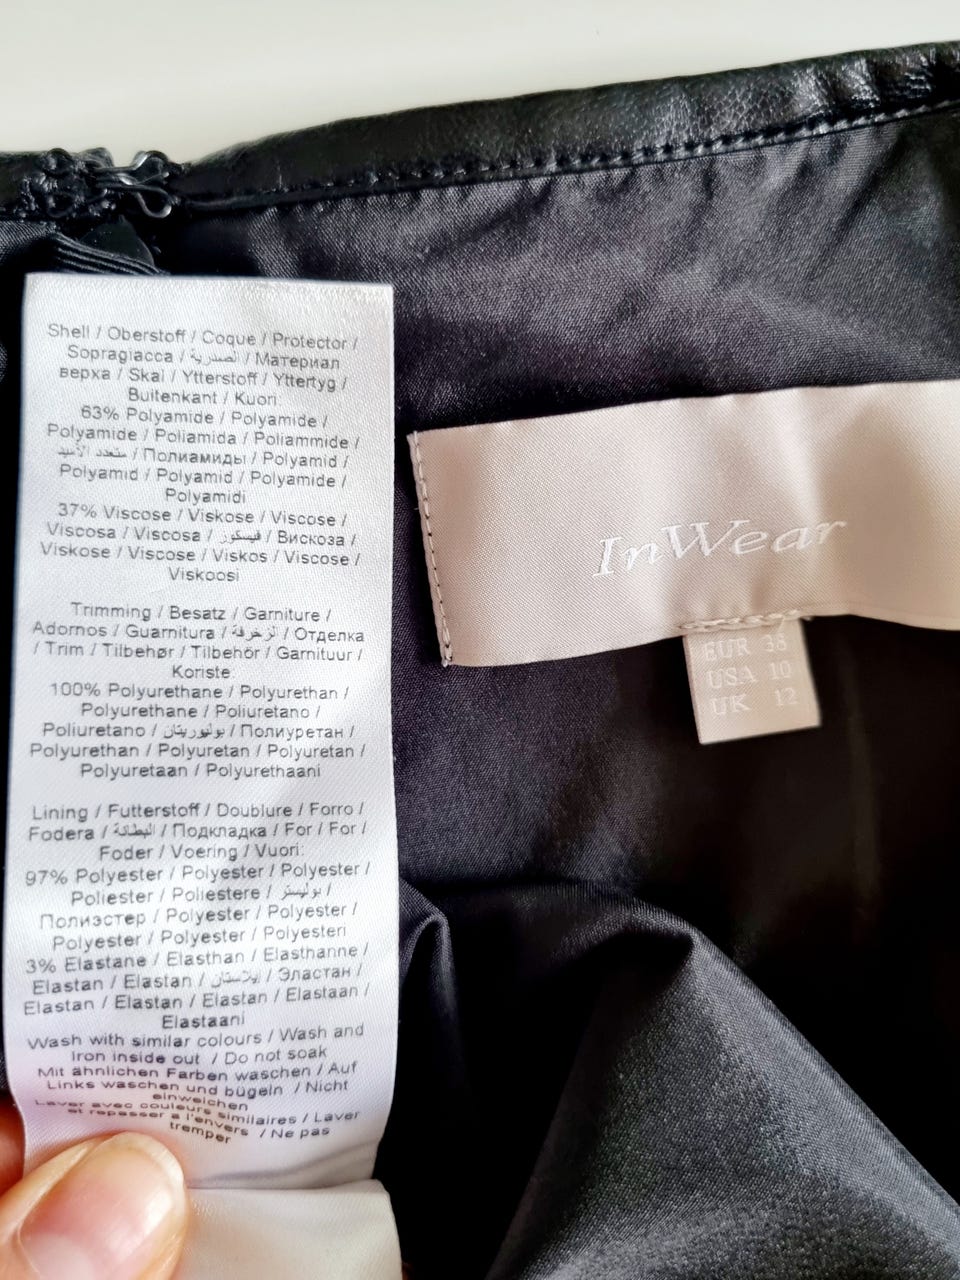 Shell / Oberstoff / Coque / Protector /
Sopragiacca / الصدرية / Материал
верха / Skal / Ytterstoff / Yttertyg /
Buitenkant / Kuori:
63% Polyamide / Polyamide /
Polyamide / Poliamida / Poliammide /
متعدد الأميد / Полиамиды / Polyamid /
Polyamid / Polyamid / Polyamide /
Polyamidi
37% Viscose / Viskose / Viscose /
Viscosa / Viscosa / فيسكوز / Вискоза /
Viskose / Viscose / Viskos / Viscose /
Viskoosi
Trimming / Besatz / Garniture /
Adornos / Guarnitura / الزخرفة / Отделка
/ Trim / Tilbehør / Tilbehör / Garnituur /
Koriste:
100% Polyurethane / Polyurethan /
Polyurethane / Poliuretano /
Poliuretano / بوليوريتان / Полиуретан /
Polyurethan / Polyuretan / Polyuretan /
Polyuretaan / Polyurethaani
Lining / Futterstoff / Doublure / Forro /
Fodera / البطانة / Подкладка / For / For /
Foder / Voering / Vuori:
97% Polyester / Polyester / Polyester /
Poliester / Poliestere / بوليستر /
Полиэстер / Polyester / Polyester /
Polyester / Polyester / Polyesteri
3% Elastane / Elasthan / Elasthanne /
Elastan / Elastan / إيلاستان / Эластан /
Elastan / Elastan / Elastan / Elastaan /
Elastaani
Wash with similar colours / Wash and
Iron inside out / Do not soak
Mit ähnlichen Farben waschen / Auf
Links waschen und bügeln / Nicht
einweichen
Laver avec couleurs similaires / Laver
et repasser a l'envers / Ne pas
tremper
InWear
EUR 38
USA 10
UK 12